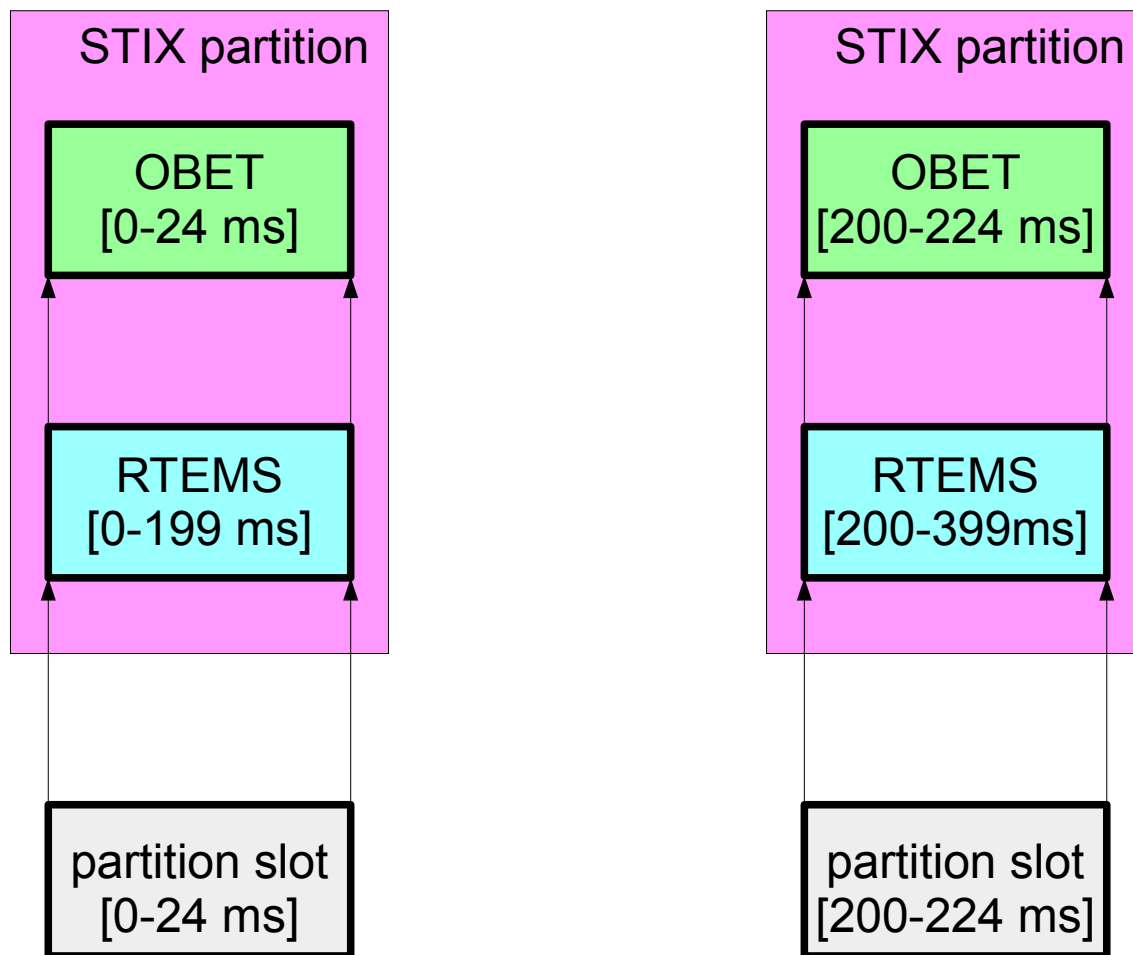 STIX partition
OBET
[0-24 ms]
RTEMS
[0-199 ms]
partition slot
[0-24 ms]
STIX partition
OBET
[200-224 ms]
RTEMS
[200-399ms]
partition slot
[200-224 ms]